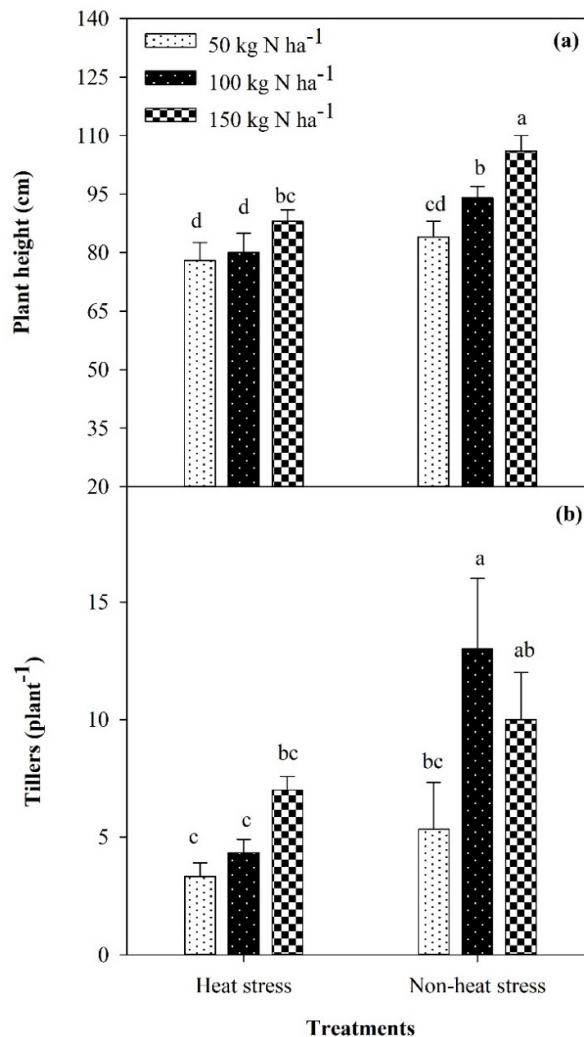 140
(a)
50 kg N ha-1
125
100 kg N ha-1
150 kg N ha-1
110
a
95
b
bc
cd
d d
80
65
50
35
20
Plant height (cm)
(b)
15
a
ab
10
bc
bc
5
c c
0
Tillers (plant-1)
Heat stress Non-heat stress
Treatments